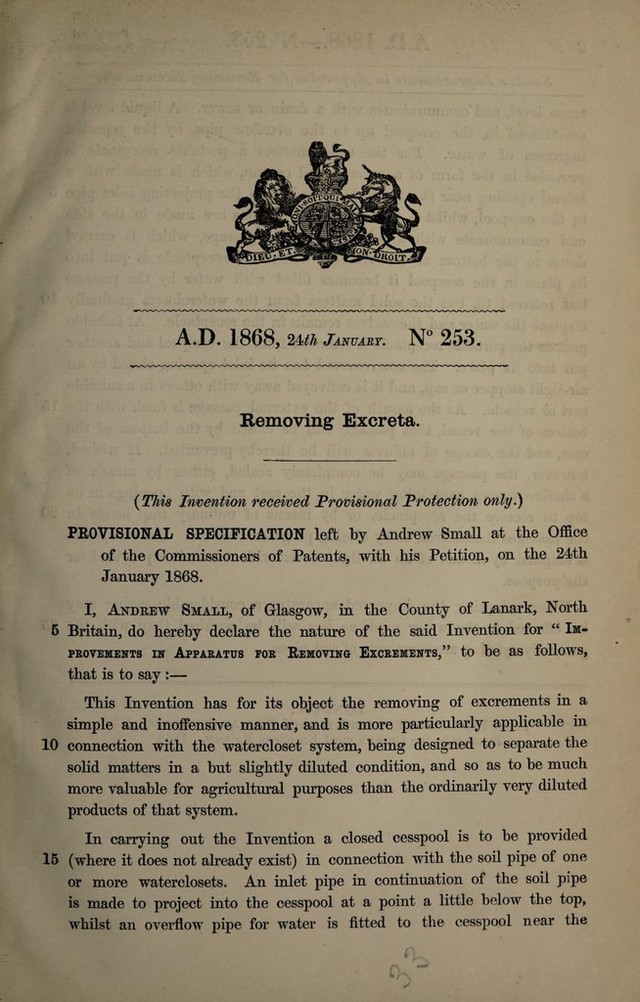 DIEU ET MON DROIT.
A.D. 1868, 24th JANUARY. N° 253.
Removing Excreta.
(This Invention received Provisional Protection only.)
PROVISIONAL SPECIFICATION left by Andrew Small at the Office
of the Commissioners of Patents, with his Petition, on the 24th
January 1868.
I, ANDREW SMALL, of Glasgow, in the County of Lanark, North
5 Britain, do hereby declare the nature of the said Invention for “ IM-
PROVEMENTS IN APPARATUS FOR REMOVING EXCREMENTS,” to be as follows,
that is to say :—
This Invention has for its object the removing of excrements in a
simple and inoffensive manner, and is more particularly applicable in
10 connection with the watercloset system, being designed to separate the
solid matters in a but slightly diluted condition, and so as to be much
more valuable for agricultural purposes than the ordinarily very diluted
products of that system.
In carrying out the Invention a closed cesspool is to be provided
15 (where it does not already exist) in connection with the soil pipe of one
or more waterclosets. An inlet pipe in continuation of the soil pipe
is made to project into the cesspool at a point a little below the top,
whilst an overflow pipe for water is fitted to the cesspool near the